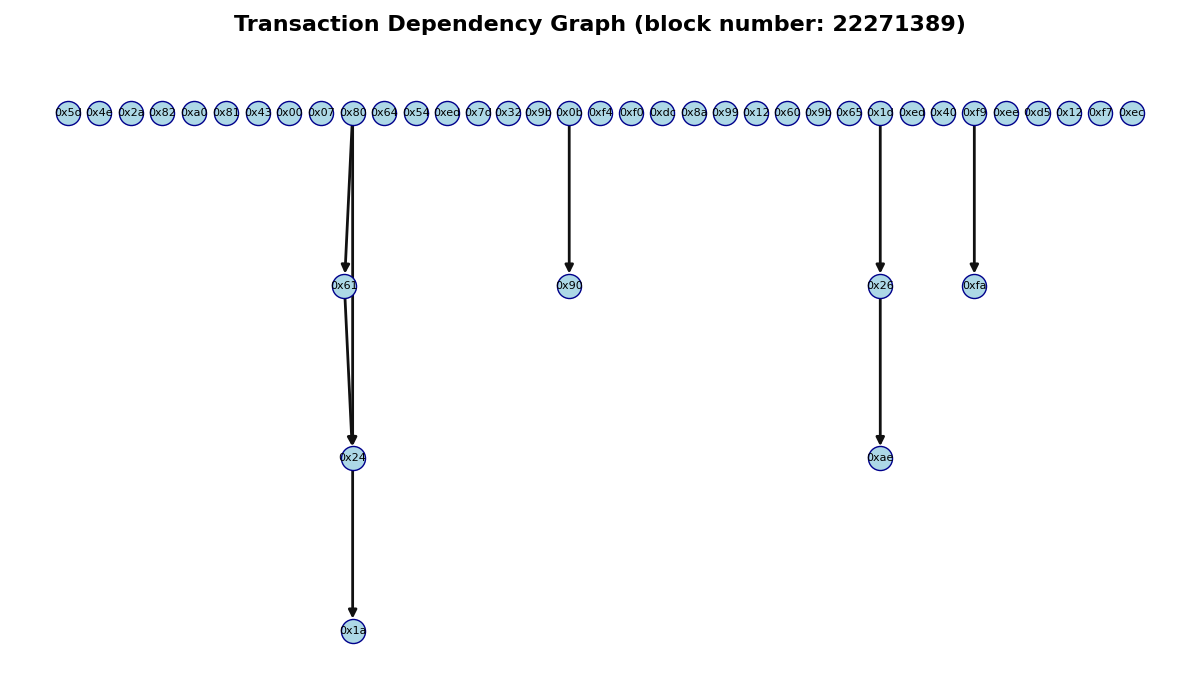 Transaction Dependency Graph (block number: 22271389)
0x5d 0x4e 0x2a 0x82 0xa0 0x81 0x43 0x00 0x07 0x80 0x64 0x54 0xed 0x7d 0x32 0x9b 0x0b 0xf4 0xf0 0xdc 0x8a 0x99 0x12 0x60 0x9b 0x65 0x1d 0xed 0x40 0xf9 0xee 0xd5 0x12 0xf7 0xec
0x61 0x90 0x26 0xfa
0x24 0xae
0x1a